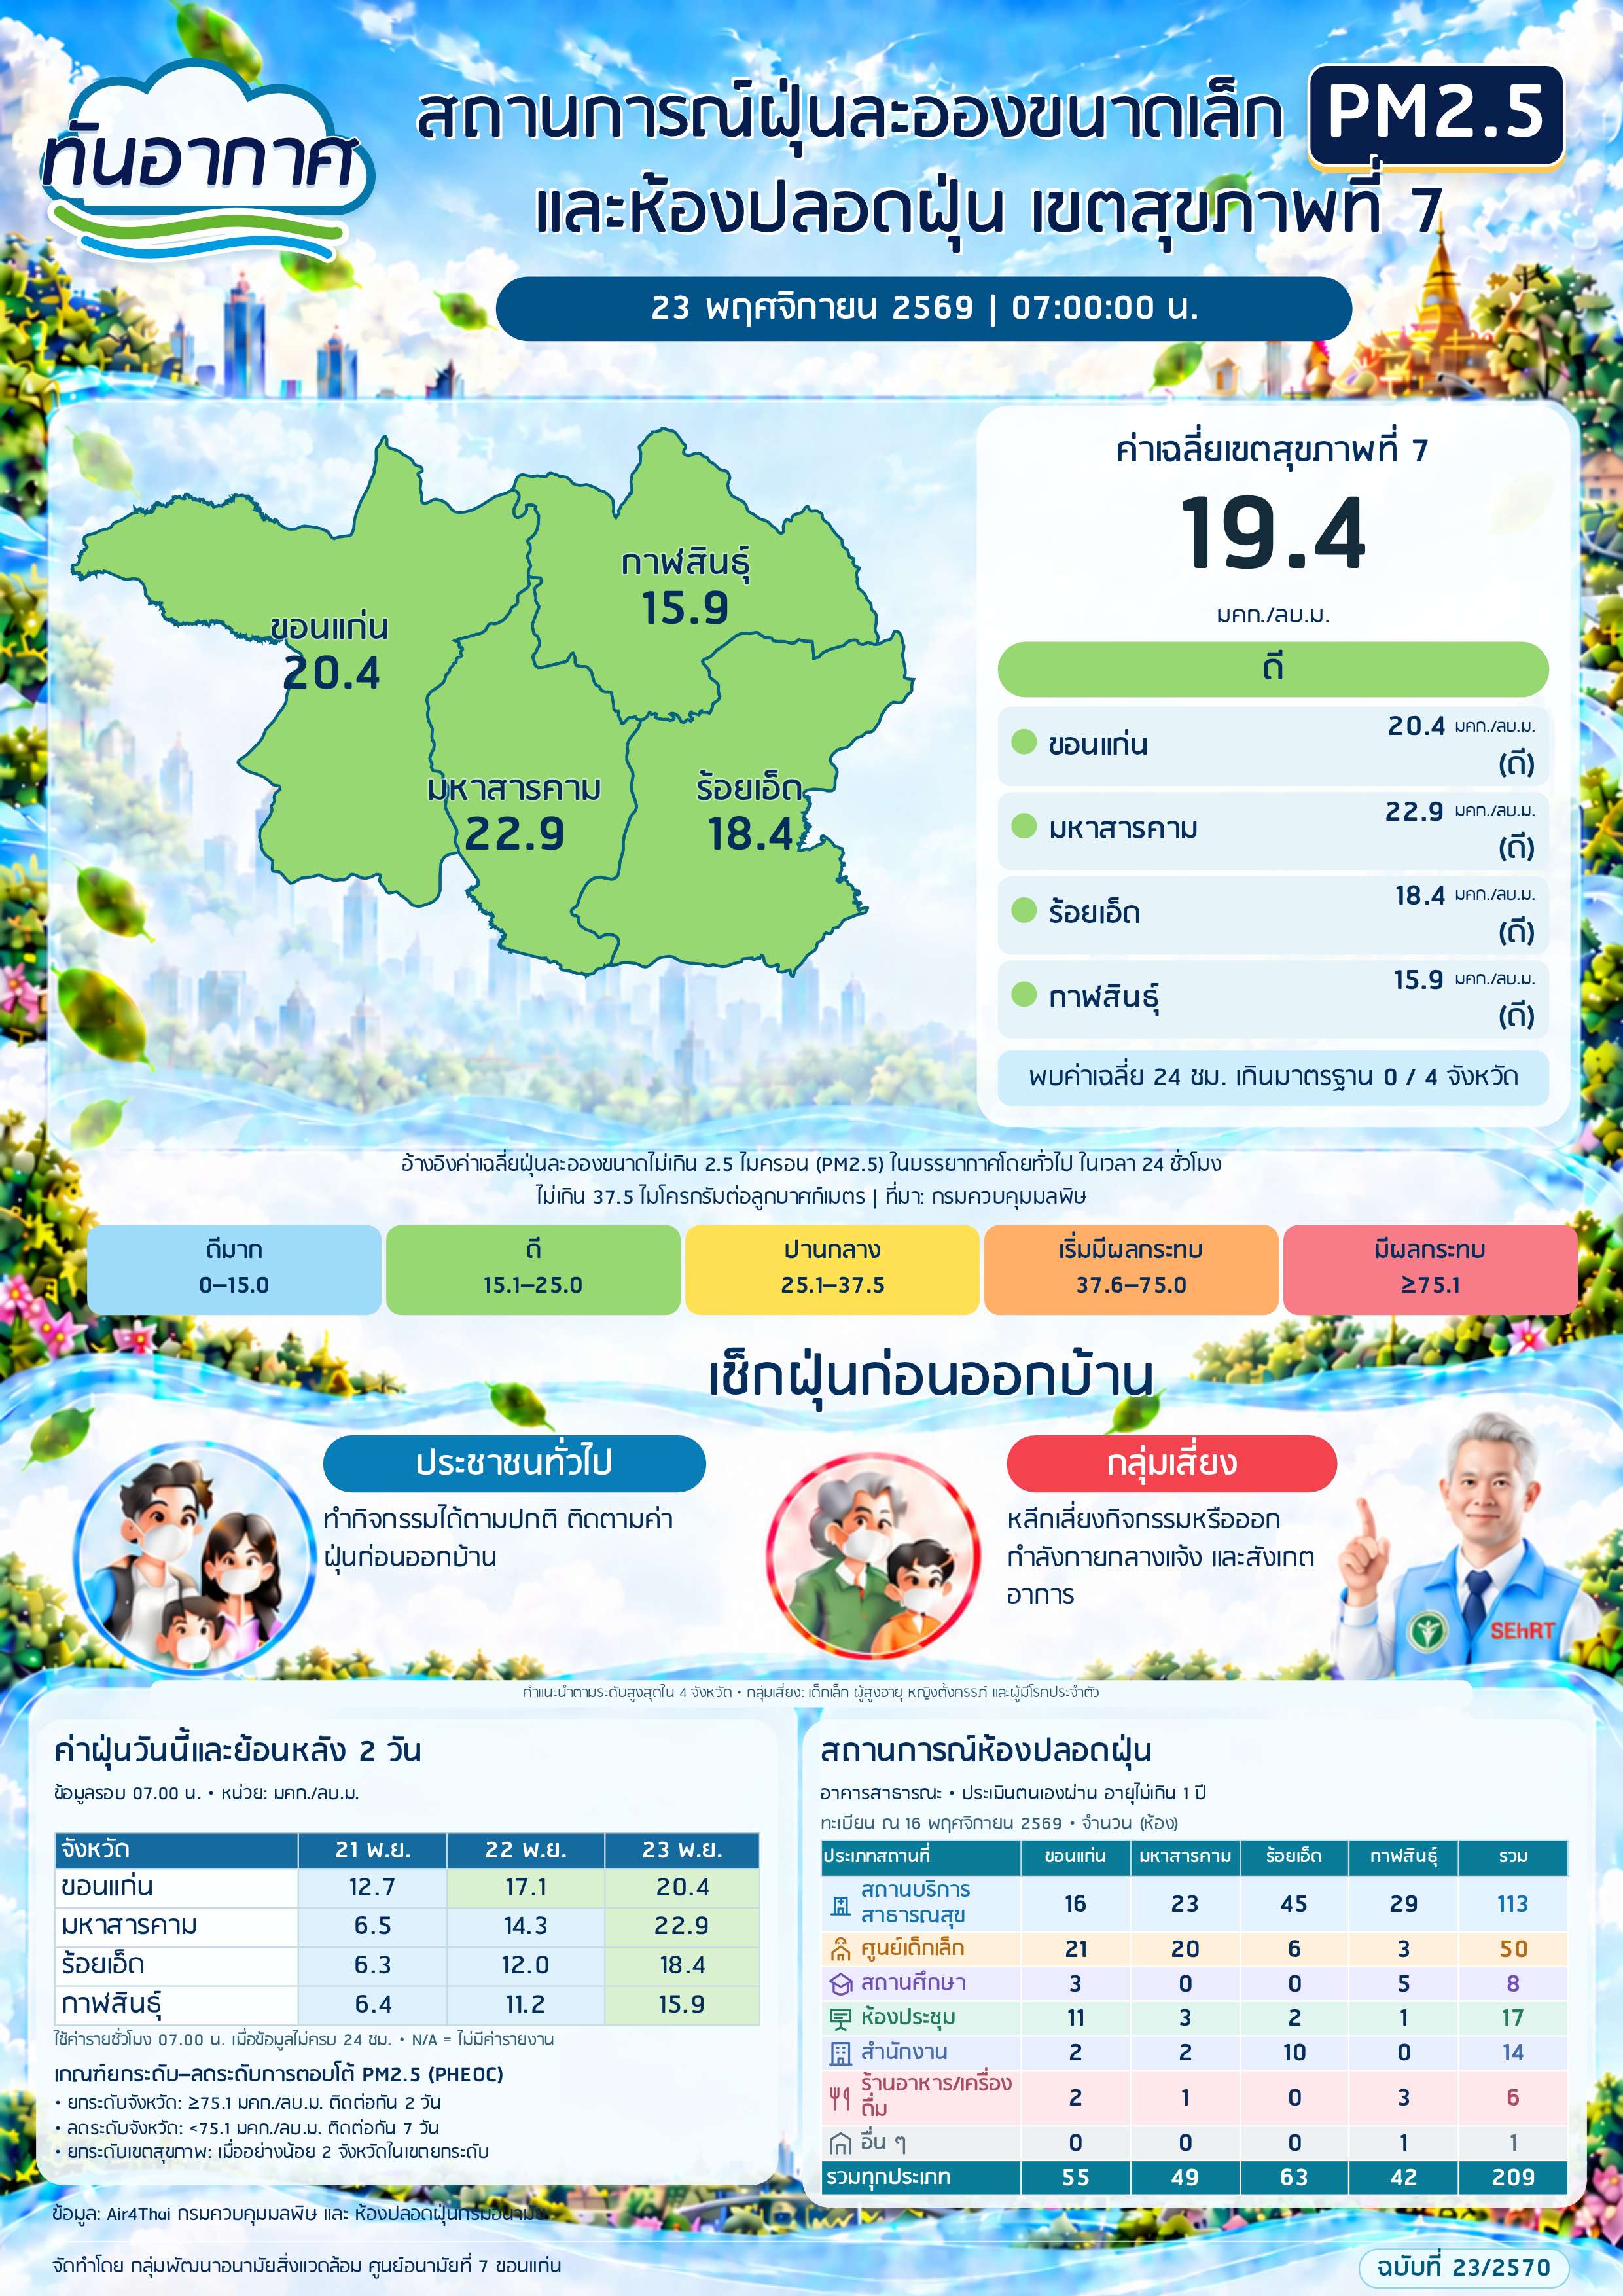 ทันอากาศ
สถานการณ์ฝุ่นละอองขนาดเล็ก PM2.5
และห้องปลอดฝุ่น เขตสุขภาพที่ 7
23 พฤศจิกายน 2569 | 07:00:00 น.
ขอนแก่น
20.4
กาฬสินธุ์
15.9
มหาสารคาม
22.9
ร้อยเอ็ด
18.4
ค่าเฉลี่ยเขตสุขภาพที่ 7
19.4
มคก./ลบ.ม.
ดี
ขอนแก่น 20.4 มคก./ลบ.ม.
(ดี)
มหาสารคาม 22.9 มคก./ลบ.ม.
(ดี)
ร้อยเอ็ด 18.4 มคก./ลบ.ม.
(ดี)
กาฬสินธุ์ 15.9 มคก./ลบ.ม.
(ดี)
พบค่าเฉลี่ย 24 ชม. เกินมาตรฐาน 0 / 4 จังหวัด
อ้างอิงค่าเฉลี่ยฝุ่นละอองขนาดไม่เกิน 2.5 ไมครอน (PM2.5) ในบรรยากาศโดยทั่วไป ในเวลา 24 ชั่วโมง
ไม่เกิน 37.5 ไมโครกรัมต่อลูกบาศก์เมตร | ที่มา: กรมควบคุมมลพิษ
ดีมาก
0–15.0
ดี
15.1–25.0
ปานกลาง
25.1–37.5
เริ่มมีผลกระทบ
37.6–75.0
มีผลกระทบ
≥75.1
เช็กฝุ่นก่อนออกบ้าน
ประชาชนทั่วไป
ทำกิจกรรมได้ตามปกติ ติดตามค่า
ฝุ่นก่อนออกบ้าน
กลุ่มเสี่ยง
หลีกเลี่ยงกิจกรรมหรือออก
กำลังกายกลางแจ้ง และสังเกต
อาการ
SEhRT
คำแนะนำตามระดับสูงสุดใน 4 จังหวัด • กลุ่มเสี่ยง: เด็กเล็ก ผู้สูงอายุ หญิงตั้งครรภ์ และผู้มีโรคประจำตัว
ค่าฝุ่นวันนี้และย้อนหลัง 2 วัน
ข้อมูลรอบ 07.00 น. • หน่วย: มคก./ลบ.ม.
จังหวัด 21 พ.ย. 22 พ.ย. 23 พ.ย.
ขอนแก่น 12.7 17.1 20.4
มหาสารคาม 6.5 14.3 22.9
ร้อยเอ็ด 6.3 12.0 18.4
กาฬสินธุ์ 6.4 11.2 15.9
ใช้ค่ารายชั่วโมง 07.00 น. เมื่อข้อมูลไม่ครบ 24 ชม. • N/A = ไม่มีค่ารายงาน
เกณฑ์ยกระดับ–ลดระดับการตอบโต้ PM2.5 (PHEOC)
• ยกระดับจังหวัด: ≥75.1 มคก./ลบ.ม. ติดต่อกัน 2 วัน
• ลดระดับจังหวัด: <75.1 มคก./ลบ.ม. ติดต่อกัน 7 วัน
• ยกระดับเขตสุขภาพ: เมื่ออย่างน้อย 2 จังหวัดในเขตยกระดับ
สถานการณ์ห้องปลอดฝุ่น
อาคารสาธารณะ • ประเมินตนเองผ่าน อายุไม่เกิน 1 ปี
ทะเบียน ณ 16 พฤศจิกายน 2569 • จำนวน (ห้อง)
ประเภทสถานที่ ขอนแก่น มหาสารคาม ร้อยเอ็ด กาฬสินธุ์ รวม
สถานบริการ
สาธารณสุข 16 23 45 29 113
ศูนย์เด็กเล็ก 21 20 6 3 50
สถานศึกษา 3 0 0 5 8
ห้องประชุม 11 3 2 1 17
สำนักงาน 2 2 10 0 14
ร้านอาหาร/เครื่อง
ดื่ม 2 1 0 3 6
อื่น ๆ 0 0 0 1 1
รวมทุกประเภท 55 49 63 42 209
ข้อมูล: Air4Thai กรมควบคุมมลพิษ และ ห้องปลอดฝุ่นกรมอนามัย
จัดทำโดย กลุ่มพัฒนาอนามัยสิ่งแวดล้อม ศูนย์อนามัยที่ 7 ขอนแก่น
ฉบับที่ 23/2570